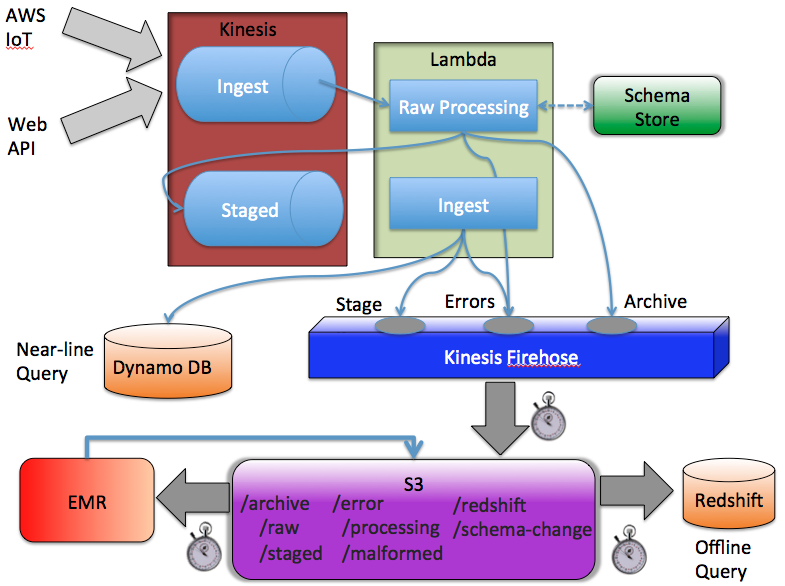 AWS
IoT
Kinesis
Ingest
Lambda
Raw Processing
Schema
Store
Web
API
Staged
Ingest
Stage
Errors
Archive
Near-line
Query
Dynamo DB
Kinesis Firehose
EMR
S3
/archive /error /redshift
/raw /processing /schema-change
/staged /malformed
Redshift
Offline
Query